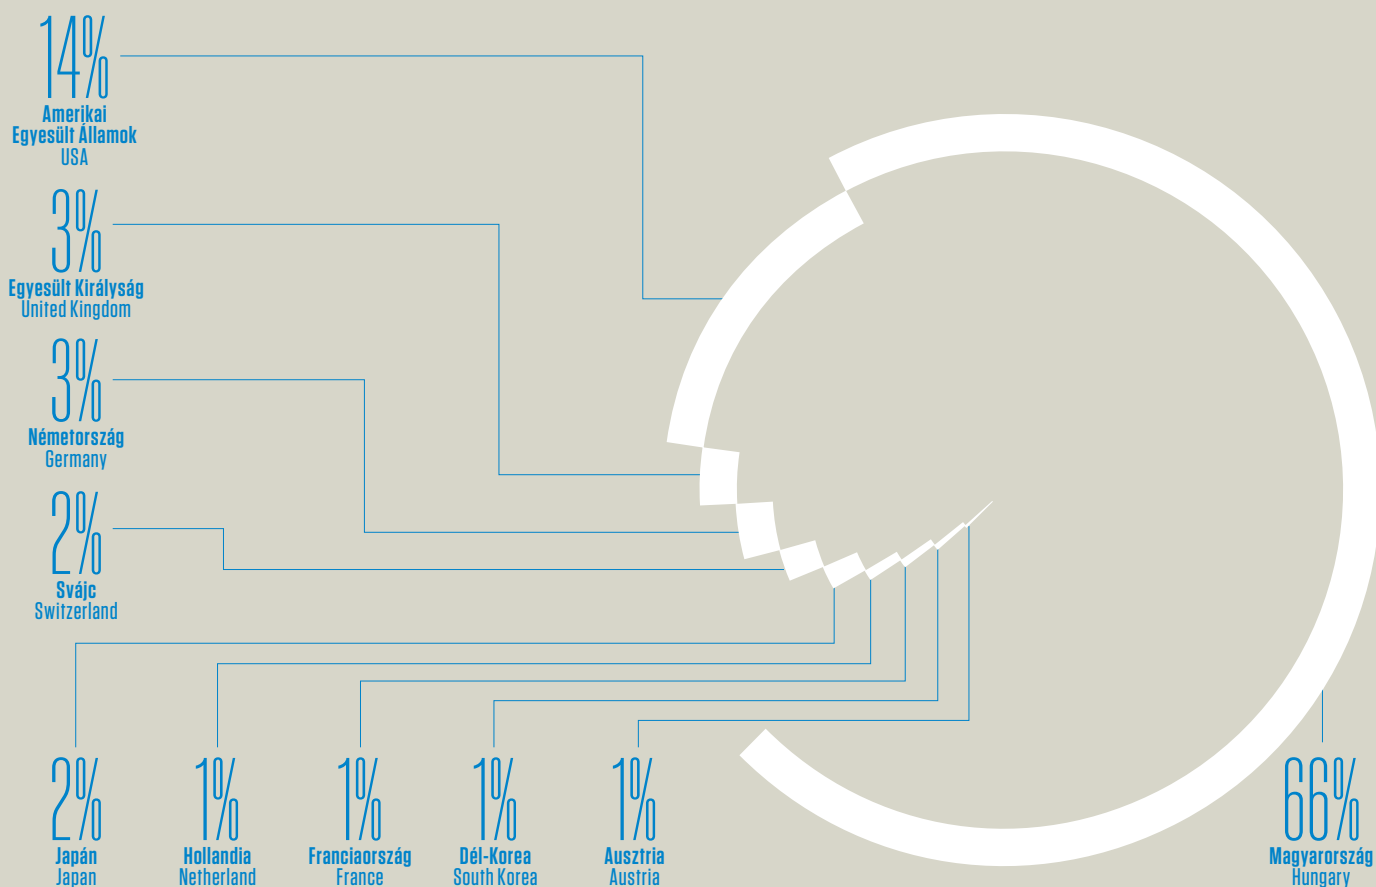 14%
Amerikai
Egyesült Államok
USA
3%
Egyesült Királyság
United Kingdom
3%
Németország
Germany
2%
Svájc
Switzerland
2%
Japán
Japan
1%
Hollandia
Netherland
1%
Franciaország
France
1%
Dél-Korea
South Korea
1%
Ausztria
Austria
66%
Magyarország
Hungary